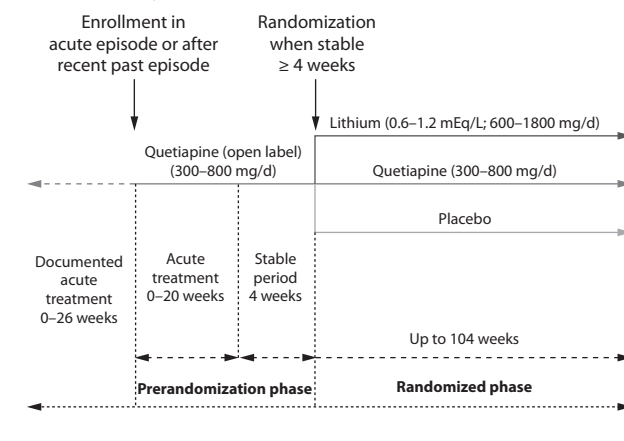 Enrollment in
acute episode or after
recent past episode
Randomization
when stable
≥ 4 weeks
Lithium (0.6–1.2 mEq/L; 600–1800 mg/d)
Quetiapine (open label)
(300–800 mg/d)
Quetiapine (300–800 mg/d)
Placebo
Documented
acute
treatment
0–26 weeks
Acute
treatment
0–20 weeks
Stable
period
4 weeks
Up to 104 weeks
Prerandomization phase
Randomized phase